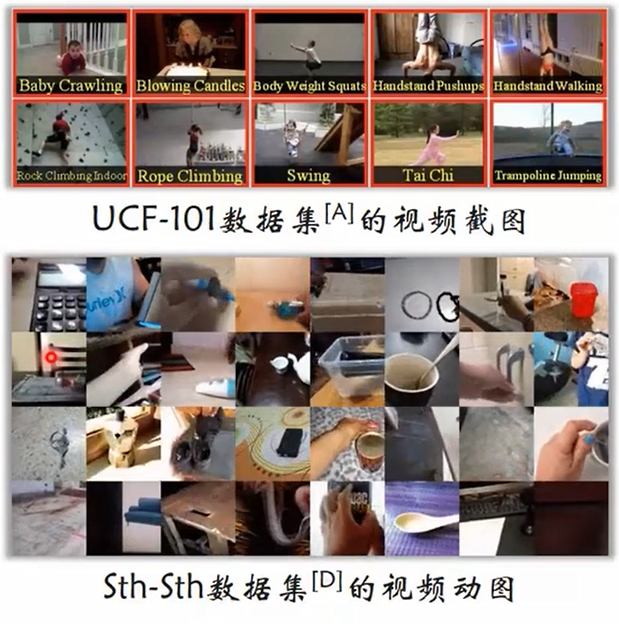 Baby Crawling
Blowing Candles
Body Weight Squats
Handstand Pushups
Handstand Walking
Rock Climbing Indoor
Rope Climbing
Swing
Tai Chi
Trampoline Jumping
UCF-101数据集[A]的视频截图
Sth-Sth数据集[D]的视频动图